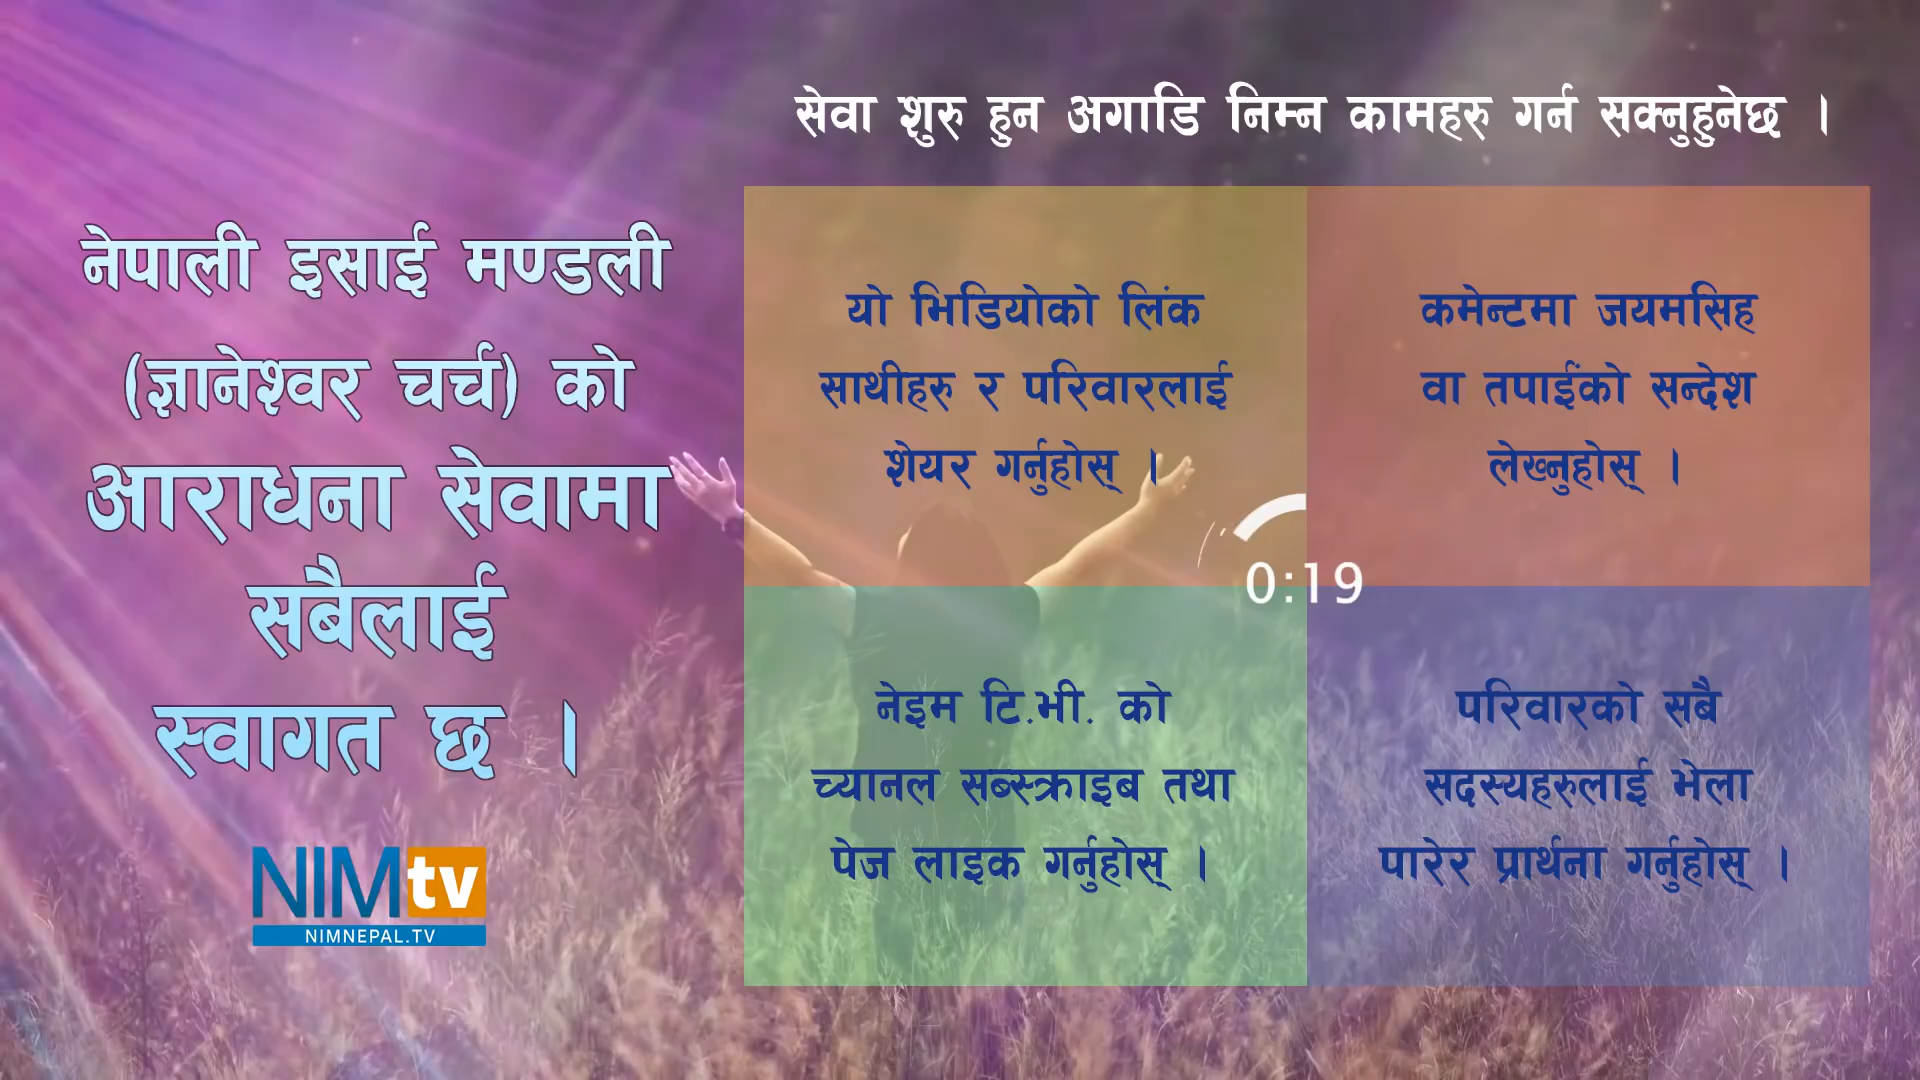 नेपाली इसाई मण्डली
(ज्ञानेश्वर चर्च) को
आराधना सेवामा
सबैलाई
स्वागत छ ।
NIMtv
NIMNEPAL.TV
सेवा शुरु हुन अगाडि निम्न कामहरु गर्न सक्नुहुनेछ ।
यो भिडियोको लिंक
साथीहरु र परिवारलाई
शेयर गर्नुहोस् ।
कमेन्टमा जयमसिह
वा तपाईंको सन्देश
लेख्नुहोस् ।
0:19
नेइम टि.भी. को
च्यानल सब्स्क्राइब तथा
पेज लाइक गर्नुहोस् ।
परिवारको सबै
सदस्यहरुलाई भेला
पारेर प्रार्थना गर्नुहोस् ।